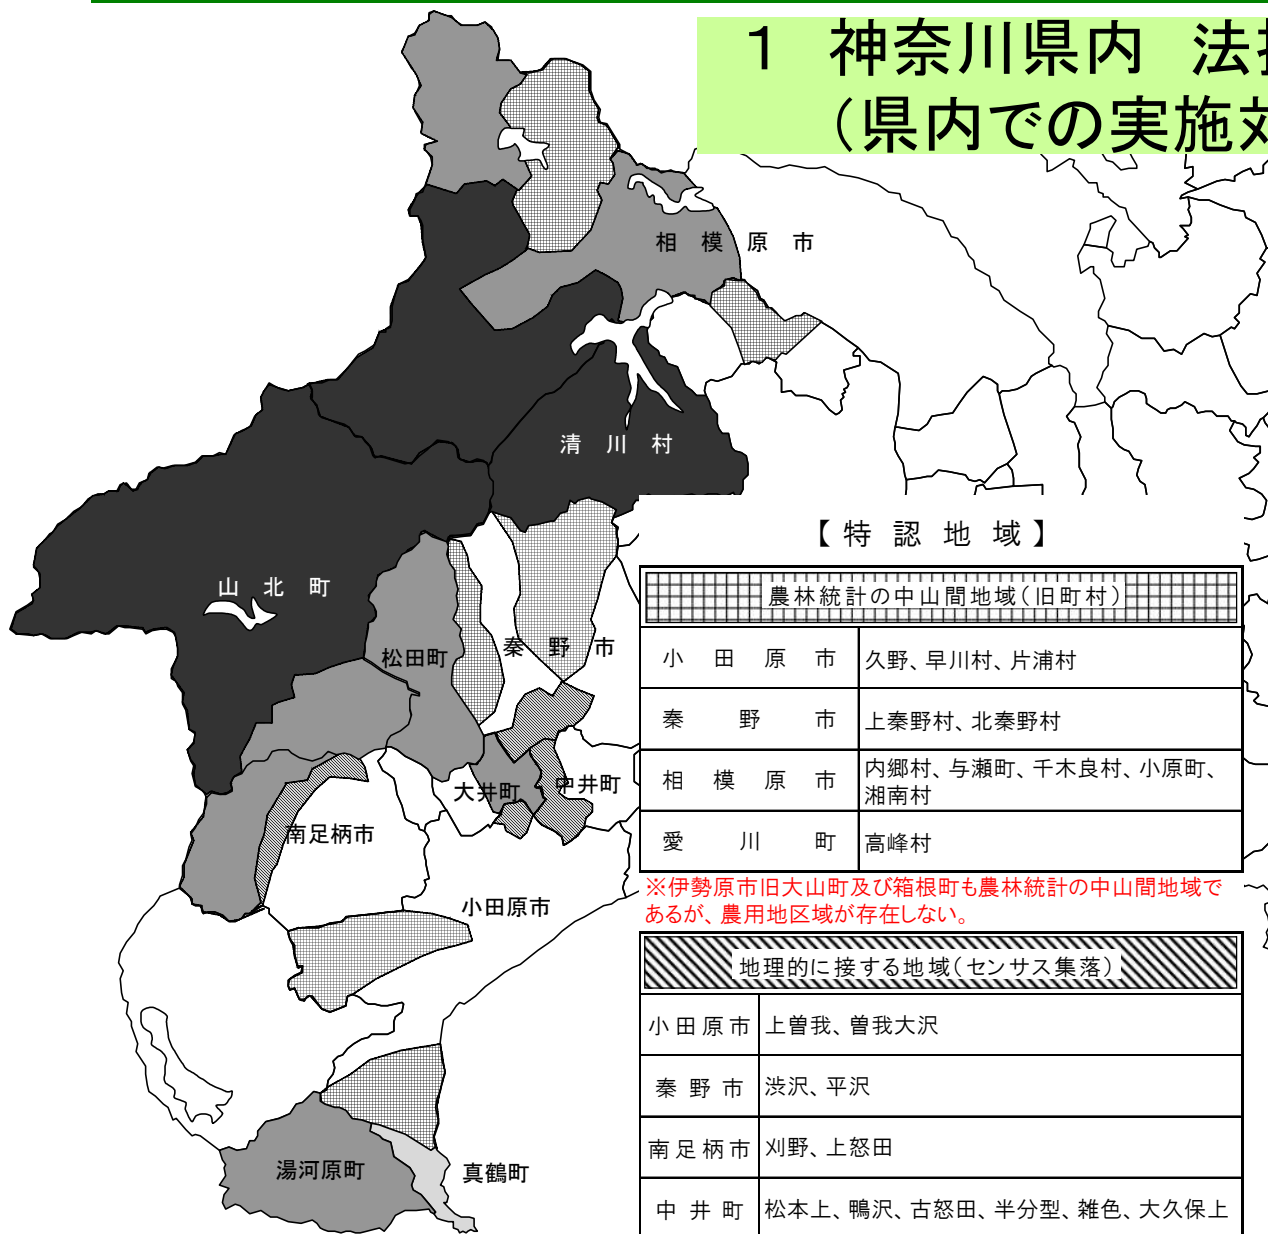 １　神奈川県内　法
（県内での実施対
相模原市
清川村
山北町
松田町
秦野市
大井町
中井町
南足柄市
小田原市
湯河原町
真鶴町
【特認地域】
農林統計の中山間地域（旧町村）
小田原市　久野、早川村、片浦村
秦野市　上秦野村、北秦野村
相模原市　内郷村、与瀬町、千木良村、小原町、
湘南村
愛川町　高峰村
※伊勢原市旧大山町及び箱根町も農林統計の中山間地域で
あるが、農用地区域が存在しない。
地理的に接する地域（センサス集落）
小田原市　上曽我、曽我大沢
秦野市　渋沢、平沢
南足柄市　刈野、上怒田
中井町　松本上、鴨沢、古怒田、半分型、雑色、大久保上